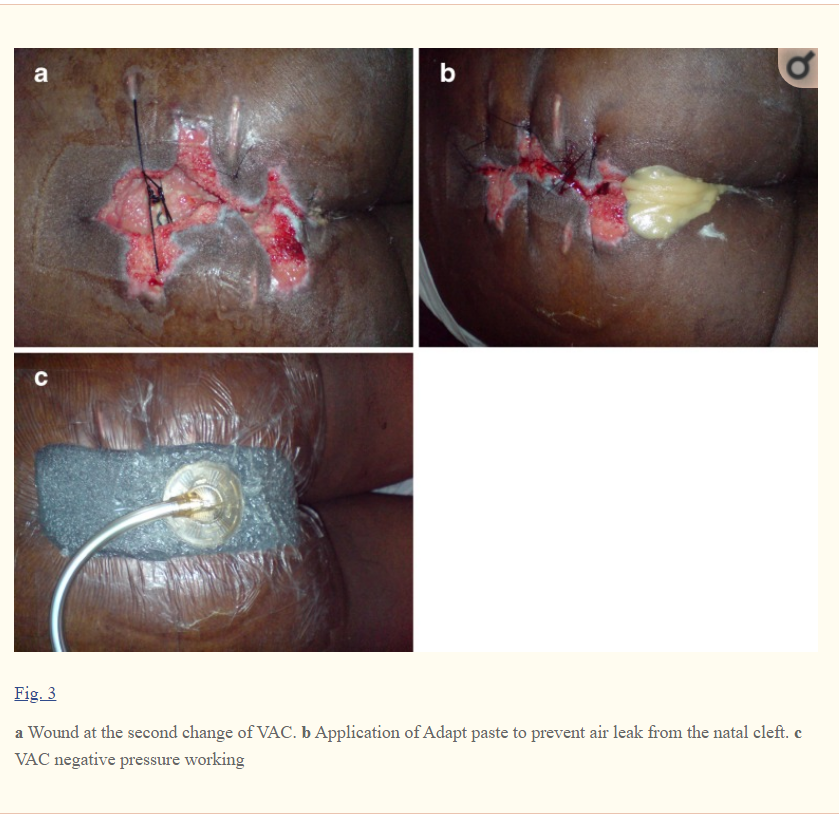 a
b
c
Fig. 3
a Wound at the second change of VAC. b Application of Adapt paste to prevent air leak from the natal cleft. c
VAC negative pressure working